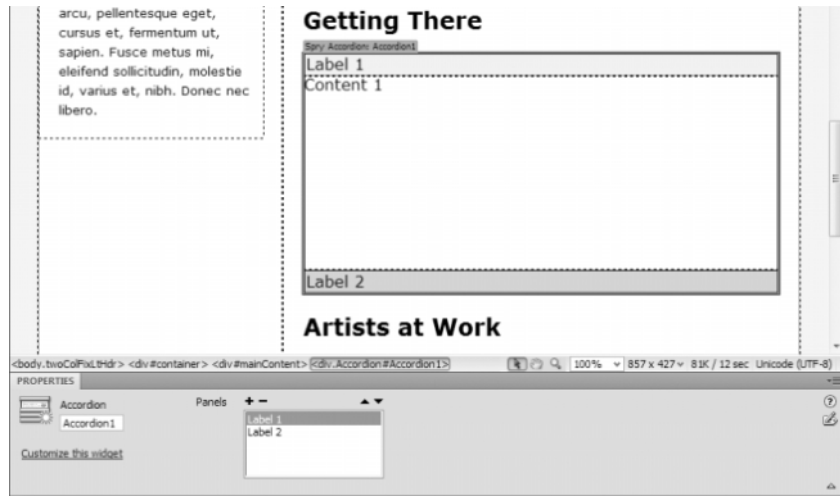 arcu, pellentesque eget,
cursus et, fermentum ut,
sapien. Fusce metus mi,
eleifend sollicitudin, molestie
id, varius et, nibh. Donec nec
libero.
Getting There
Spry Accordion: Accordion1
Label 1
Content 1
Label 2
Artists at Work
<body.twoColFixLtHdr> <div#container> <div#mainContent> <div.Accordion#Accordion1> 100% 857 x 427 81K / 12 sec Unicode (UTF-8)
PROPERTIES
Accordion
Accordion1
Customize this widget
Panels
Label 1
Label 2